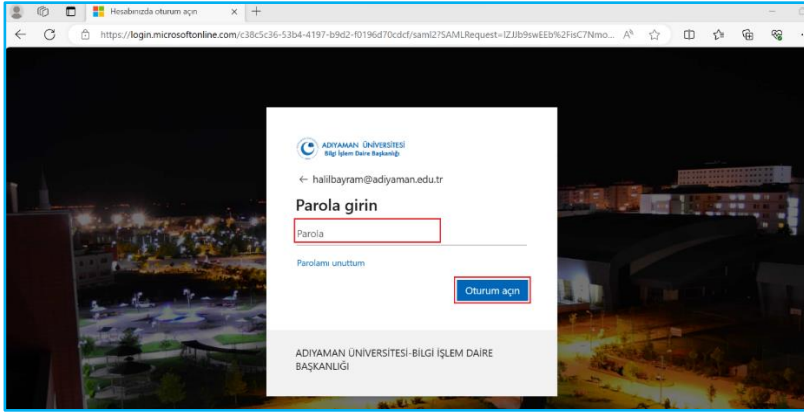 Hesabınızda oturum açın
https://login.microsoftonline.com/c38c5c36-53b4-4197-b9d2-f0196d70cdcf/saml2?SAMLRequest=lZJJb9swEEb%2FisC7Nmo...
ADIYAMAN ÜNİVERSİTESİ
Bilgi İşlem Daire Başkanlığı
← halilbayram@adiyaman.edu.tr
Parola girin
Parola
Parolamı unuttum
Oturum açın
ADIYAMAN ÜNİVERSİTESİ-BİLGİ İŞLEM DAİRE
BAŞKANLIĞI